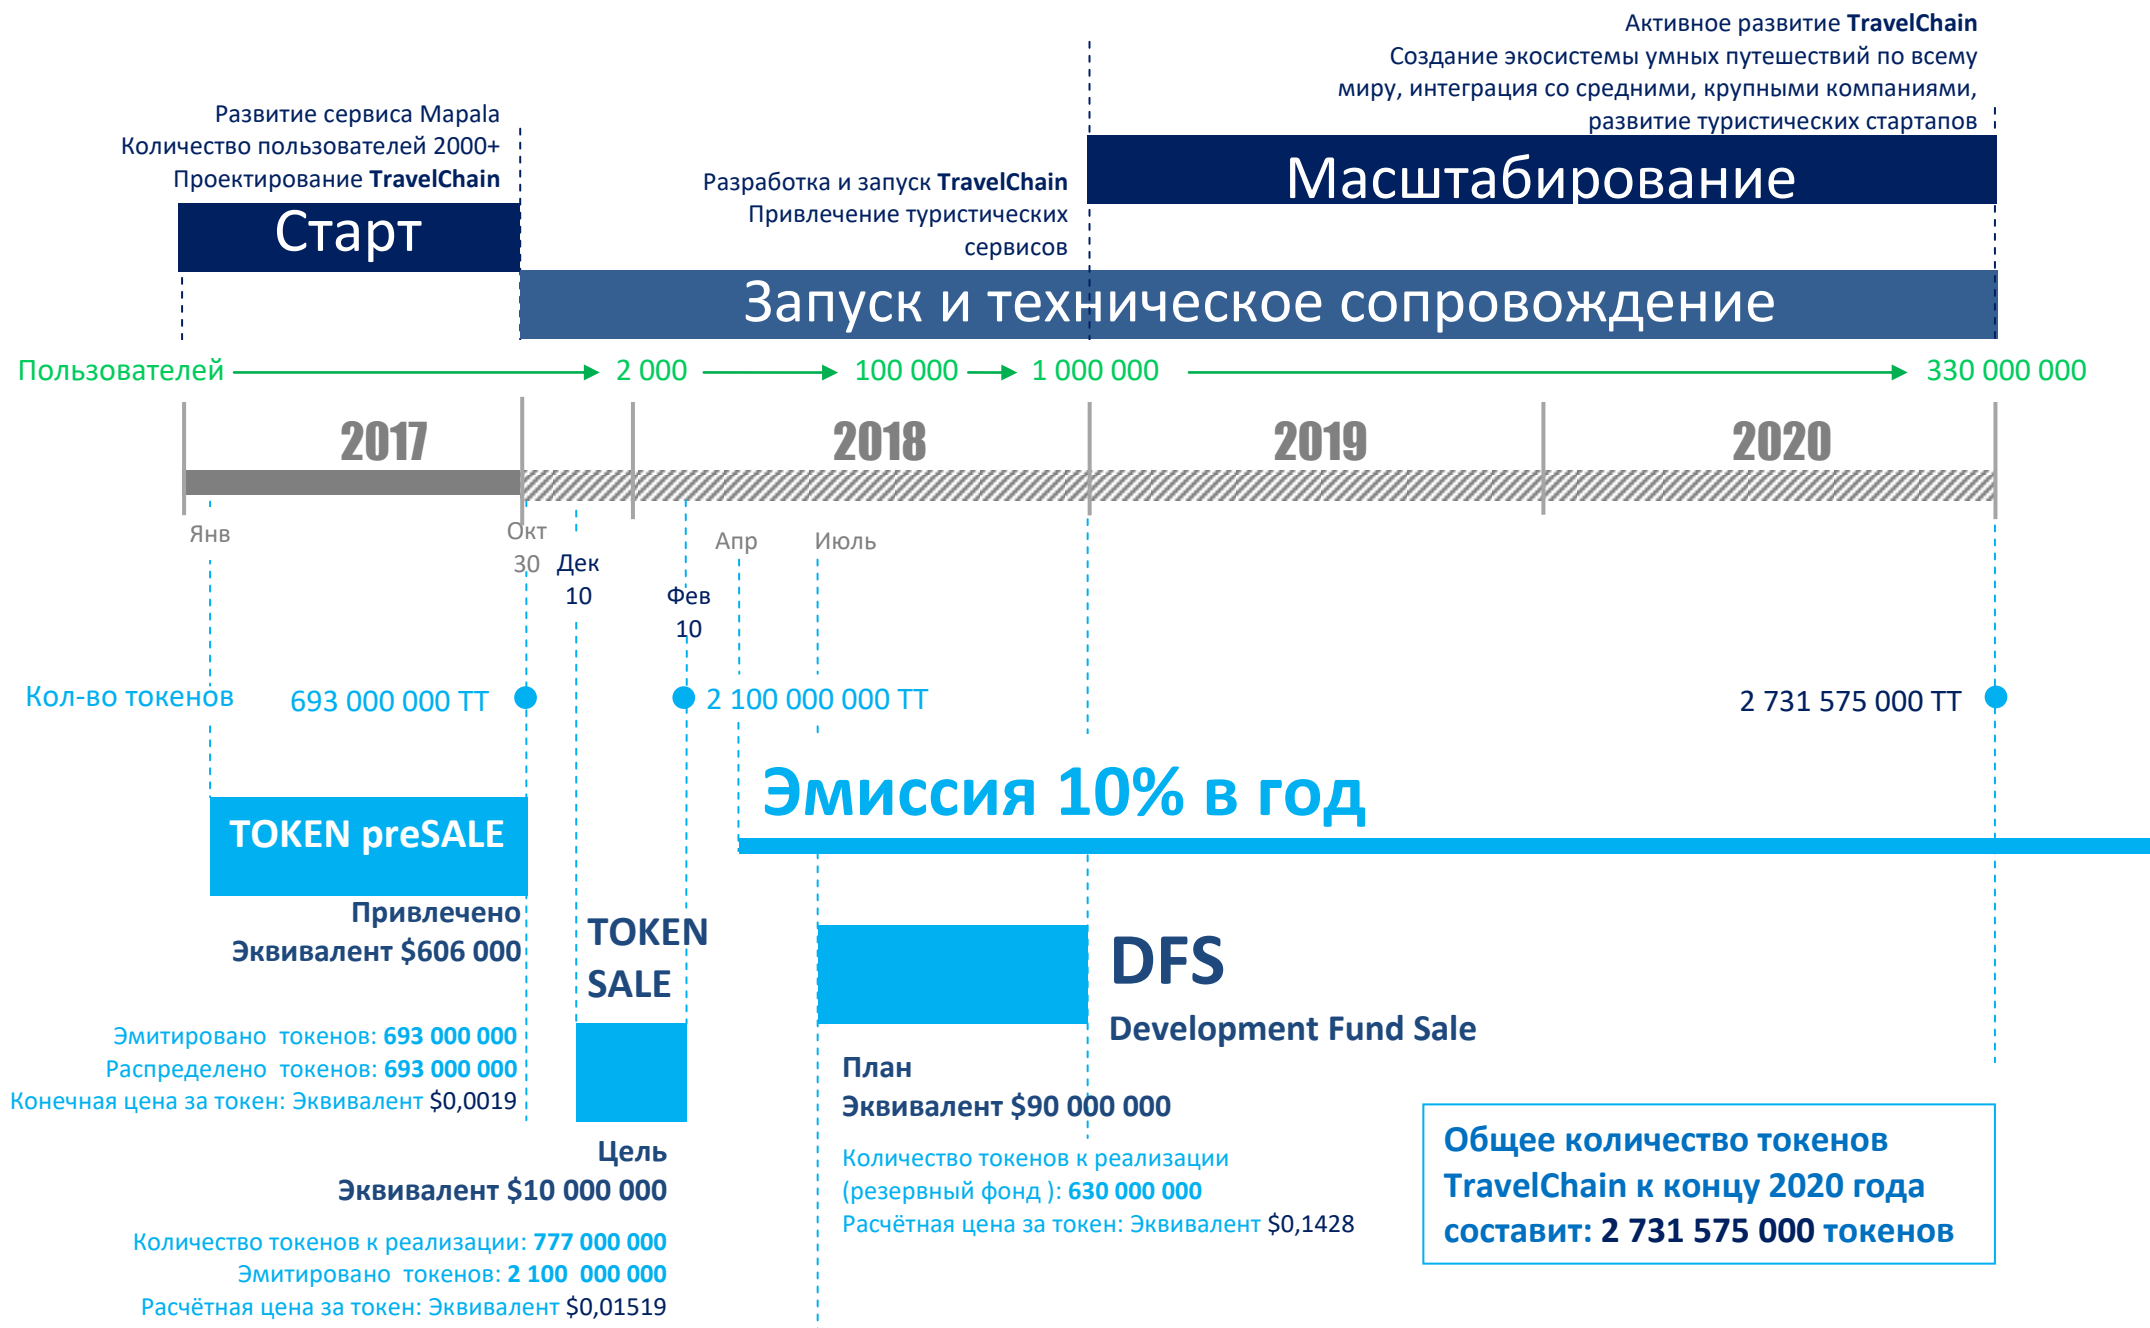 Активное развитие TravelChain
Создание экосистемы умных путешествий по всему
миру, интеграция со средними, крупными компаниями,
развитие туристических стартапов
Развитие сервиса Mapala
Количество пользователей 2000+
Проектирование TravelChain
Разработка и запуск TravelChain
Привлечение туристических
сервисов
Масштабирование
Старт
Запуск и техническое сопровождение
Пользователей 2 000 100 000 1 000 000 330 000 000
2017 2018 2019 2020
Янв
Окт
30
Дек
10
Фев
10
Апр
Июль
Кол-во токенов 693 000 000 ТТ 2 100 000 000 ТТ 2 731 575 000 ТТ
Эмиссия 10% в год
TOKEN preSALE
Привлечено
Эквивалент $606 000
Эмитировано токенов: 693 000 000
Распределено токенов: 693 000 000
Конечная цена за токен: Эквивалент $0,0019
TOKEN
SALE
Цель
Эквивалент $10 000 000
Количество токенов к реализации: 777 000 000
Эмитировано токенов: 2 100 000 000
Расчётная цена за токен: Эквивалент $0,01519
DFS
Development Fund Sale
План
Эквивалент $90 000 000
Количество токенов к реализации
(резервный фонд ): 630 000 000
Расчётная цена за токен: Эквивалент $0,1428
Общее количество токенов
TravelChain к концу 2020 года
составит: 2 731 575 000 токенов